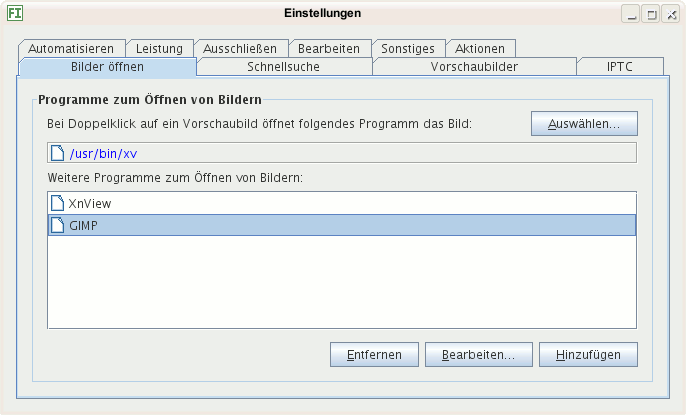 FI Einstellungen
Automatisieren Leistung Ausschließen Bearbeiten Sonstiges Aktionen
Bilder öffnen Schnellsuche Vorschaubilder IPTC
Programme zum Öffnen von Bildern
Bei Doppelklick auf ein Vorschaubild öffnet folgendes Programm das Bild: Auswählen...
/usr/bin/xv
Weitere Programme zum Öffnen von Bildern:
XnView
GIMP
Entfernen Bearbeiten... Hinzufügen